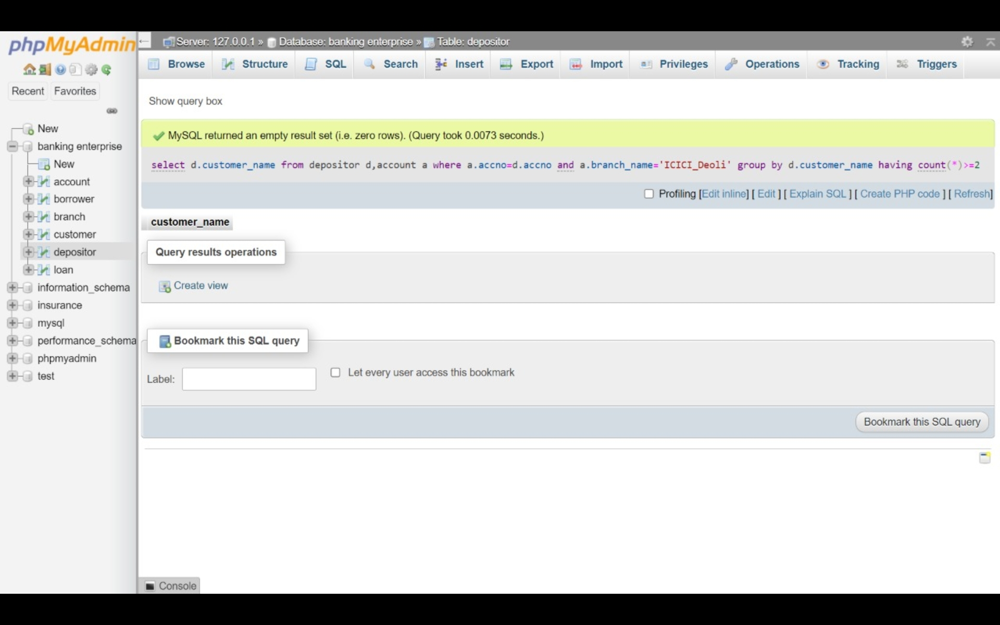 phpMyAdmin
Recent Favorites
New
banking enterprise
New
account
borrower
branch
customer
depositor
loan
information_schema
insurance
mysql
performance_schema
phpmyadmin
test
Server: 127.0.0.1 » Database: banking enterprise » Table: depositor
Browse Structure SQL Search Insert Export Import Privileges Operations Tracking Triggers
Show query box
MySQL returned an empty result set (i.e. zero rows). (Query took 0.0073 seconds.)
select d.customer_name from depositor d,account a where a.accno=d.accno and a.branch_name='ICICI_Deoli' group by d.customer_name having count(*)>=2
Profiling [Edit inline] [ Edit ] [ Explain SQL ] [ Create PHP code ] [ Refresh]
customer_name
Query results operations
Create view
Bookmark this SQL query
Label: Let every user access this bookmark
Bookmark this SQL query
Console